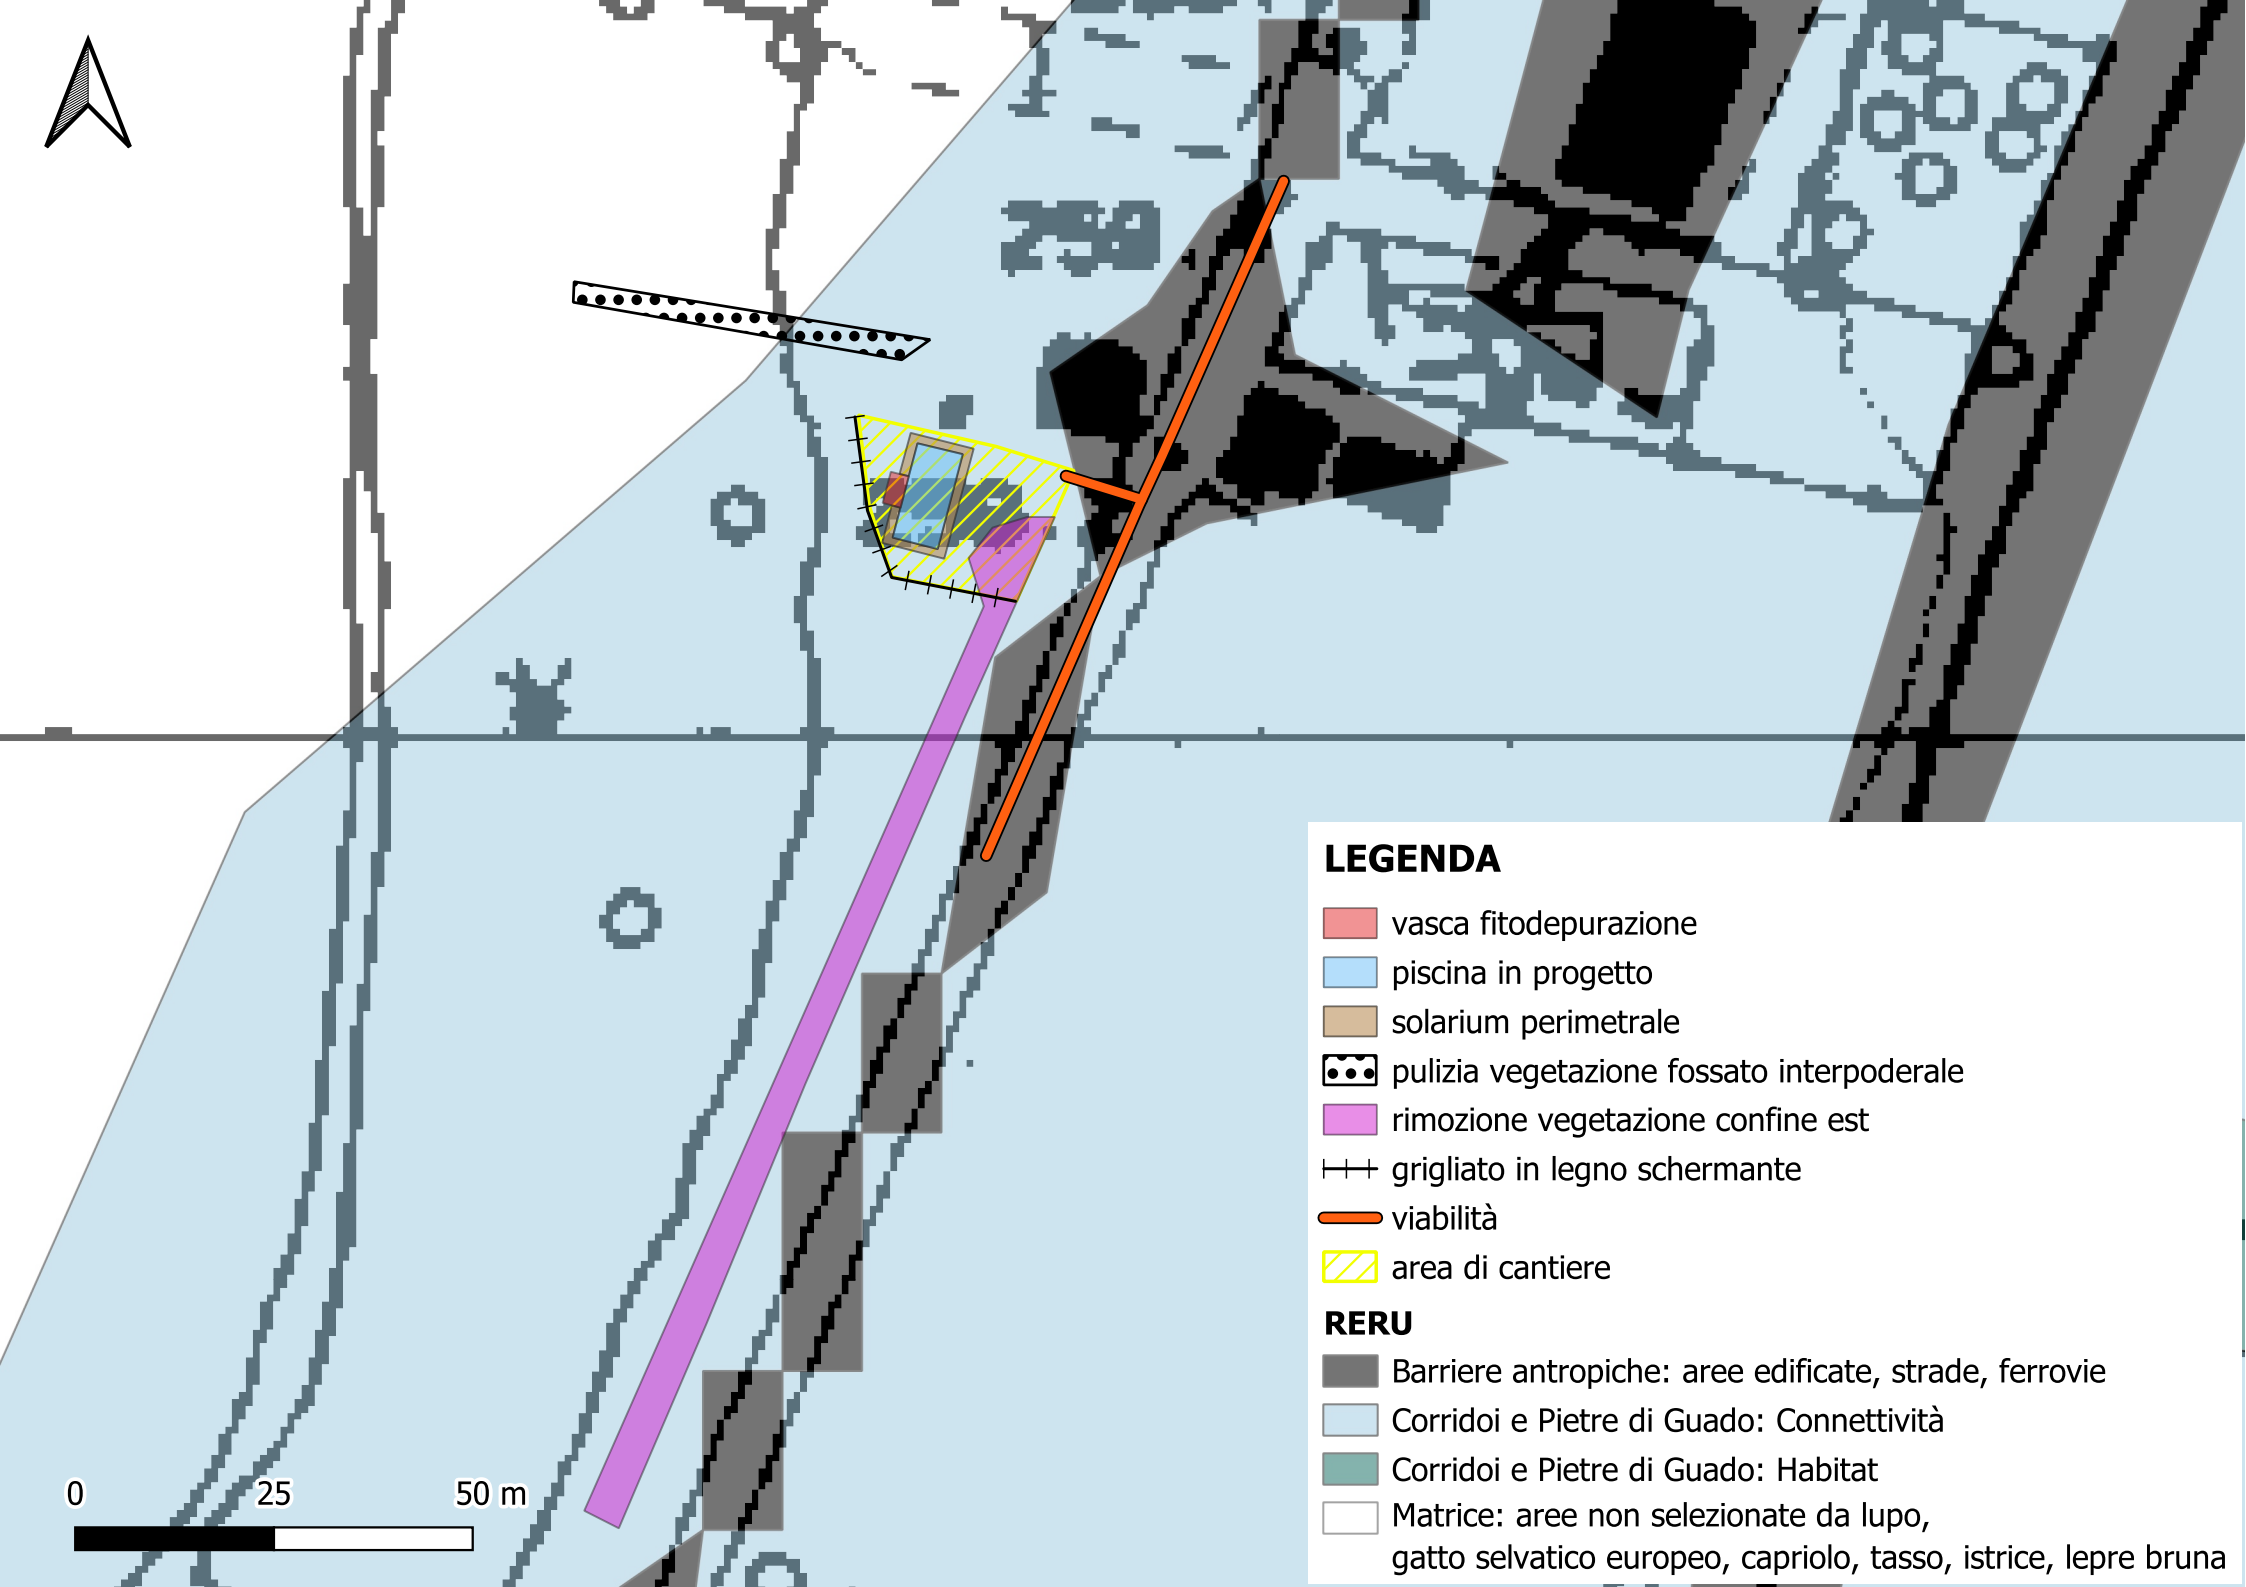 LEGENDA
vasca fitodepurazione
piscina in progetto
solarium perimetrale
pulizia vegetazione fossato interpoderale
rimozione vegetazione confine est
grigliato in legno schermante
viabilità
area di cantiere
RERU
Barriere antropiche: aree edificate, strade, ferrovie
Corridoi e Pietre di Guado: Connettività
Corridoi e Pietre di Guado: Habitat
Matrice: aree non selezionate da lupo,
gatto selvatico europeo, capriolo, tasso, istrice, lepre bruna
0 25 50 m